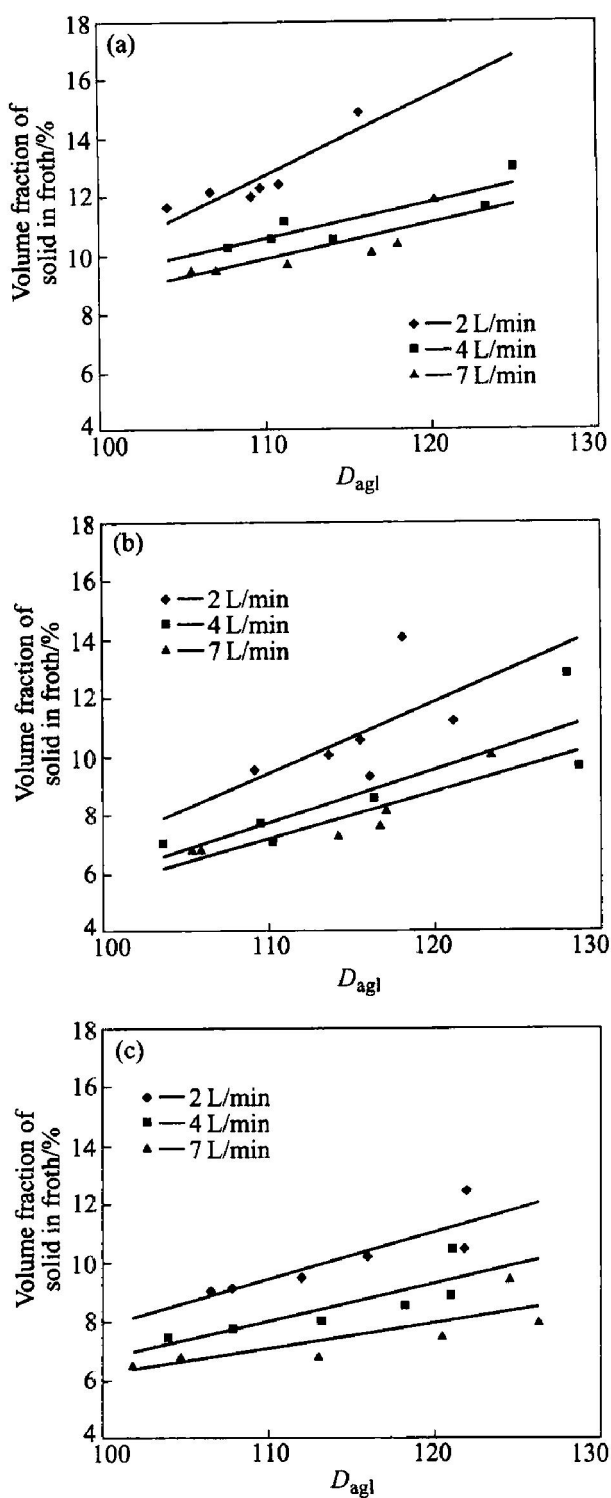 18
(a)
16
14
12
10
8
6
4
Volume fraction of
solid in froth/%
2 L/min
4 L/min
7 L/min
100
110
120
130
D_agl
18
(b)
16
14
12
10
8
6
4
Volume fraction of
solid in froth/%
2 L/min
4 L/min
7 L/min
100
110
120
130
D_agl
18
(c)
16
14
12
10
8
6
4
Volume fraction of
solid in froth/%
2 L/min
4 L/min
7 L/min
100
110
120
130
D_agl